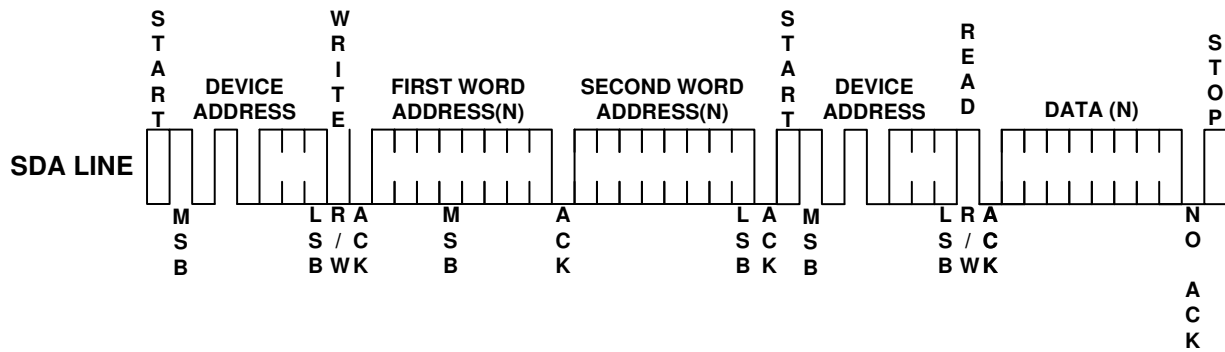 START
DEVICE
ADDRESS
WRITE
FIRST WORD
ADDRESS(N)
SECOND WORD
ADDRESS(N)
START
DEVICE
ADDRESS
READ
DATA (N)
STOP
SDA LINE
MSB
LSB
R/W
ACK
MSB
ACK
LSB
ACK
MSB
LSB
R/W
ACK
NO ACK